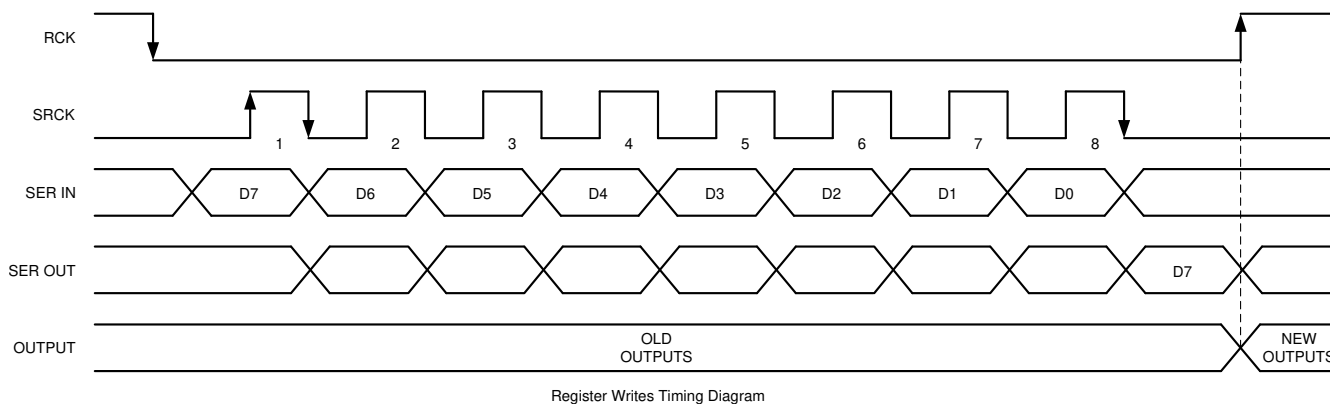 RCK
SRCK
1 2 3 4 5 6 7 8
SER IN D7 D6 D5 D4 D3 D2 D1 D0
SER OUT D7
OUTPUT OLD OUTPUTS NEW OUTPUTS
Register Writes Timing Diagram